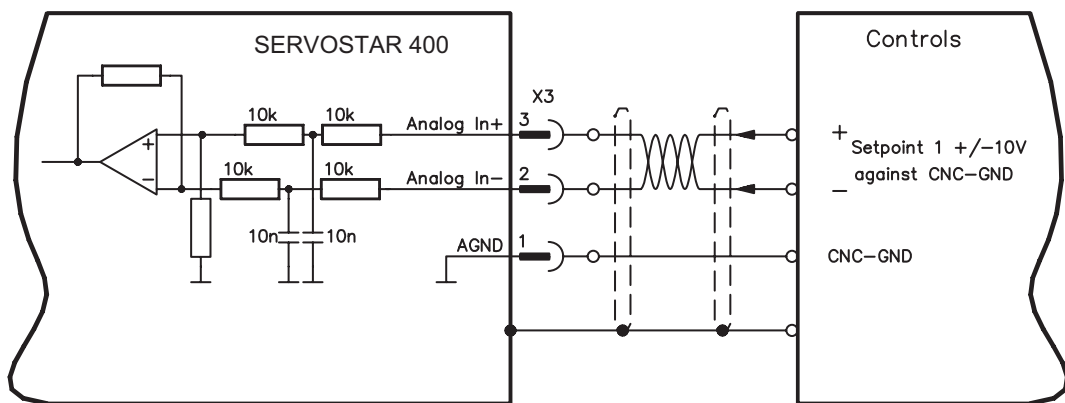 SERVOSTAR 400
Controls
X3
10k
10k
Analog In+
3
+
+
Setpoint 1 +/-10V
against CNC-GND
10k
10k
Analog In-
2
-
-
10n
10n
AGND
1
CNC-GND